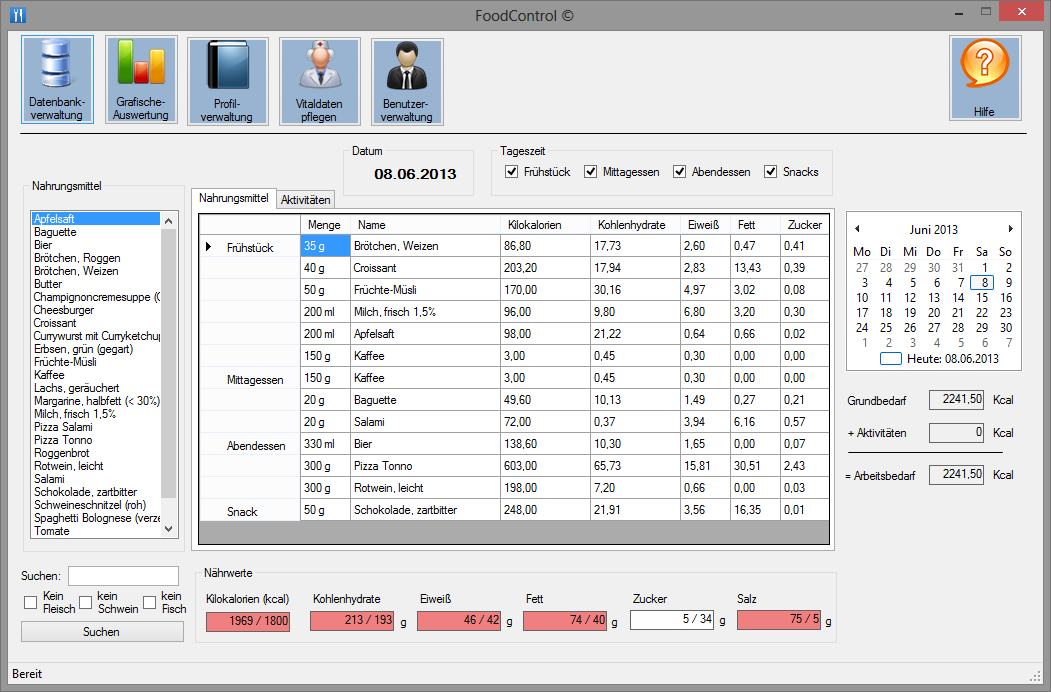 FoodControl ©
Datenbank-
verwaltung
Grafische-
Auswertung
Profil-
verwaltung
Vitaldaten
pflegen
Benutzer-
verwaltung
Hilfe
Datum
08.06.2013
Tageszeit
Frühstück Mittagessen Abendessen Snacks
Nahrungsmittel
Apfelsaft
Baguette
Bier
Brötchen, Roggen
Brötchen, Weizen
Butter
Champignoncremesuppe (C
Cheesburger
Croissant
Currywurst mit Curryketchup
Erbsen, grün (gegart)
Früchte-Müsli
Kaffee
Lachs, geräuchert
Margarine, halbfett (< 30%)
Milch, frisch 1,5%
Pizza Salami
Pizza Tonno
Roggenbrot
Rotwein, leicht
Salami
Schokolade, zartbitter
Schweineschnitzel (roh)
Spaghetti Bolognese (verze
Tomate
Nahrungsmittel Aktivitäten
Menge Name Kilokalorien Kohlenhydrate Eiweiß Fett Zucker
Frühstück 35 g Brötchen, Weizen 86,80 17,73 2,60 0,47 0,41
40 g Croissant 203,20 17,94 2,83 13,43 0,39
50 g Früchte-Müsli 170,00 30,16 4,97 3,02 0,08
200 ml Milch, frisch 1,5% 96,00 9,80 6,80 3,20 0,30
200 ml Apfelsaft 98,00 21,22 0,64 0,66 0,02
150 g Kaffee 3,00 0,45 0,30 0,00 0,00
Mittagessen 150 g Kaffee 3,00 0,45 0,30 0,00 0,00
20 g Baguette 49,60 10,13 1,49 0,27 0,21
20 g Salami 72,00 0,37 3,94 6,16 0,57
Abendessen 330 ml Bier 138,60 10,30 1,65 0,00 0,07
300 g Pizza Tonno 603,00 65,73 15,81 30,51 2,43
300 g Rotwein, leicht 198,00 7,20 0,66 0,00 0,03
Snack 50 g Schokolade, zartbitter 248,00 21,91 3,56 16,35 0,01
Juni 2013
Mo Di Mi Do Fr Sa So
27 28 29 30 31 1 2
3 4 5 6 7 8 9
10 11 12 13 14 15 16
17 18 19 20 21 22 23
24 25 26 27 28 29 30
1 2 3 4 5 6 7
Heute: 08.06.2013
Grundbedarf 2241,50 Kcal
+ Aktivitäten 0 Kcal
= Arbeitsbedarf 2241,50 Kcal
Suchen:
Kein
Fleisch
kein
Schwein
kein
Fisch
Suchen
Nährwerte
Kilokalorien (kcal) Kohlenhydrate Eiweiß Fett Zucker Salz
1969 / 1800 213 / 193 g 46 / 42 g 74 / 40 g 5 / 34 g 75 / 5 g
Bereit